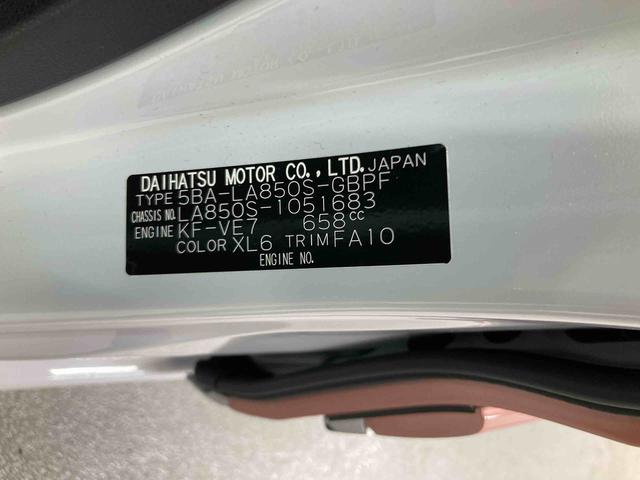 DAIHATSU MOTOR CO.,LTD. JAPAN
TYPE 5BA-LA850S-GBPF
CHASSIS NO. LA850S-1051683
ENGINE KF-VE7 658cc
COLOR XL6 TRIM FA10
ENGINE NO.